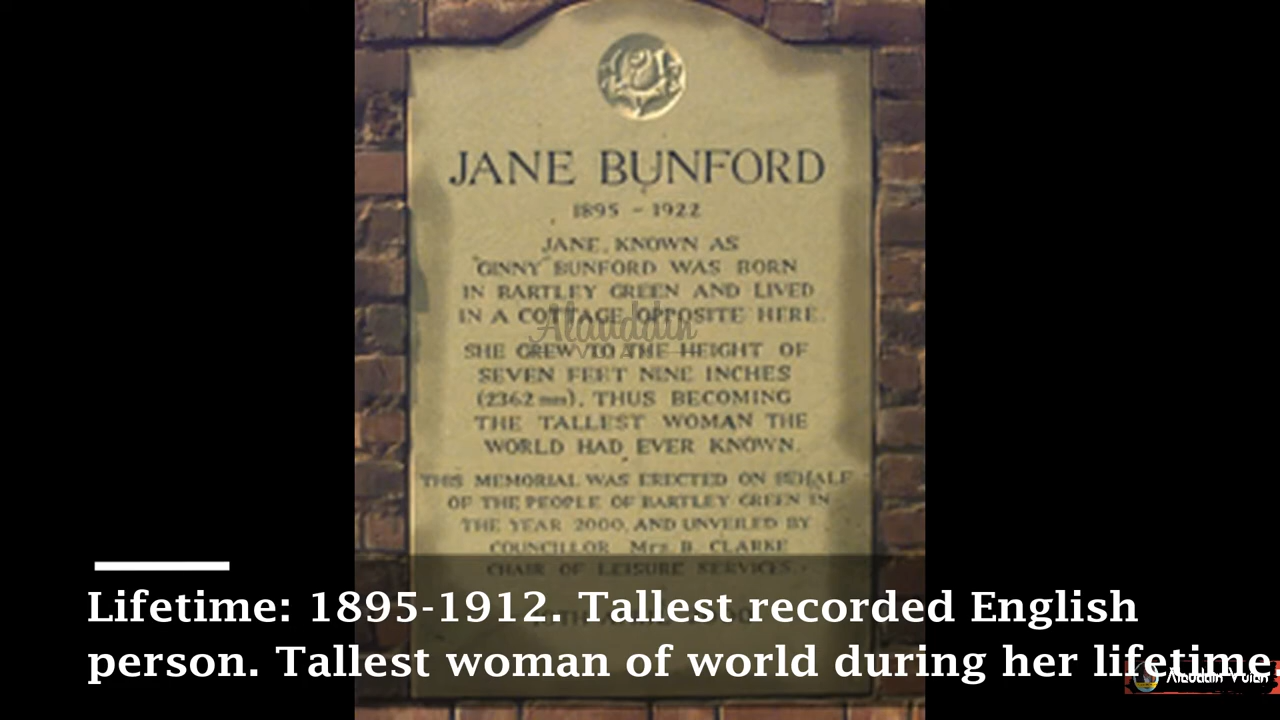 JANE BUNFORD
1895 - 1922
JANE, KNOWN AS
"GINNY" BUNFORD WAS BORN
IN BARTLEY GREEN AND LIVED
IN A COTTAGE OPPOSITE HERE.
SHE GREW TO THE HEIGHT OF
SEVEN FEET NINE INCHES
(2362 mm), THUS BECOMING
THE TALLEST WOMAN THE
WORLD HAD EVER KNOWN.
THIS MEMORIAL WAS ERECTED ON BEHALF
OF THE PEOPLE OF BARTLEY GREEN IN
THE YEAR 2000, AND UNVEILED BY
COUNCILLOR Mrs. B. CLARKE
CHAIR OF LEISURE SERVICES.
Alauddin
Lifetime: 1895-1912. Tallest recorded English
person. Tallest woman of world during her lifetime.
Alauddin Vuian